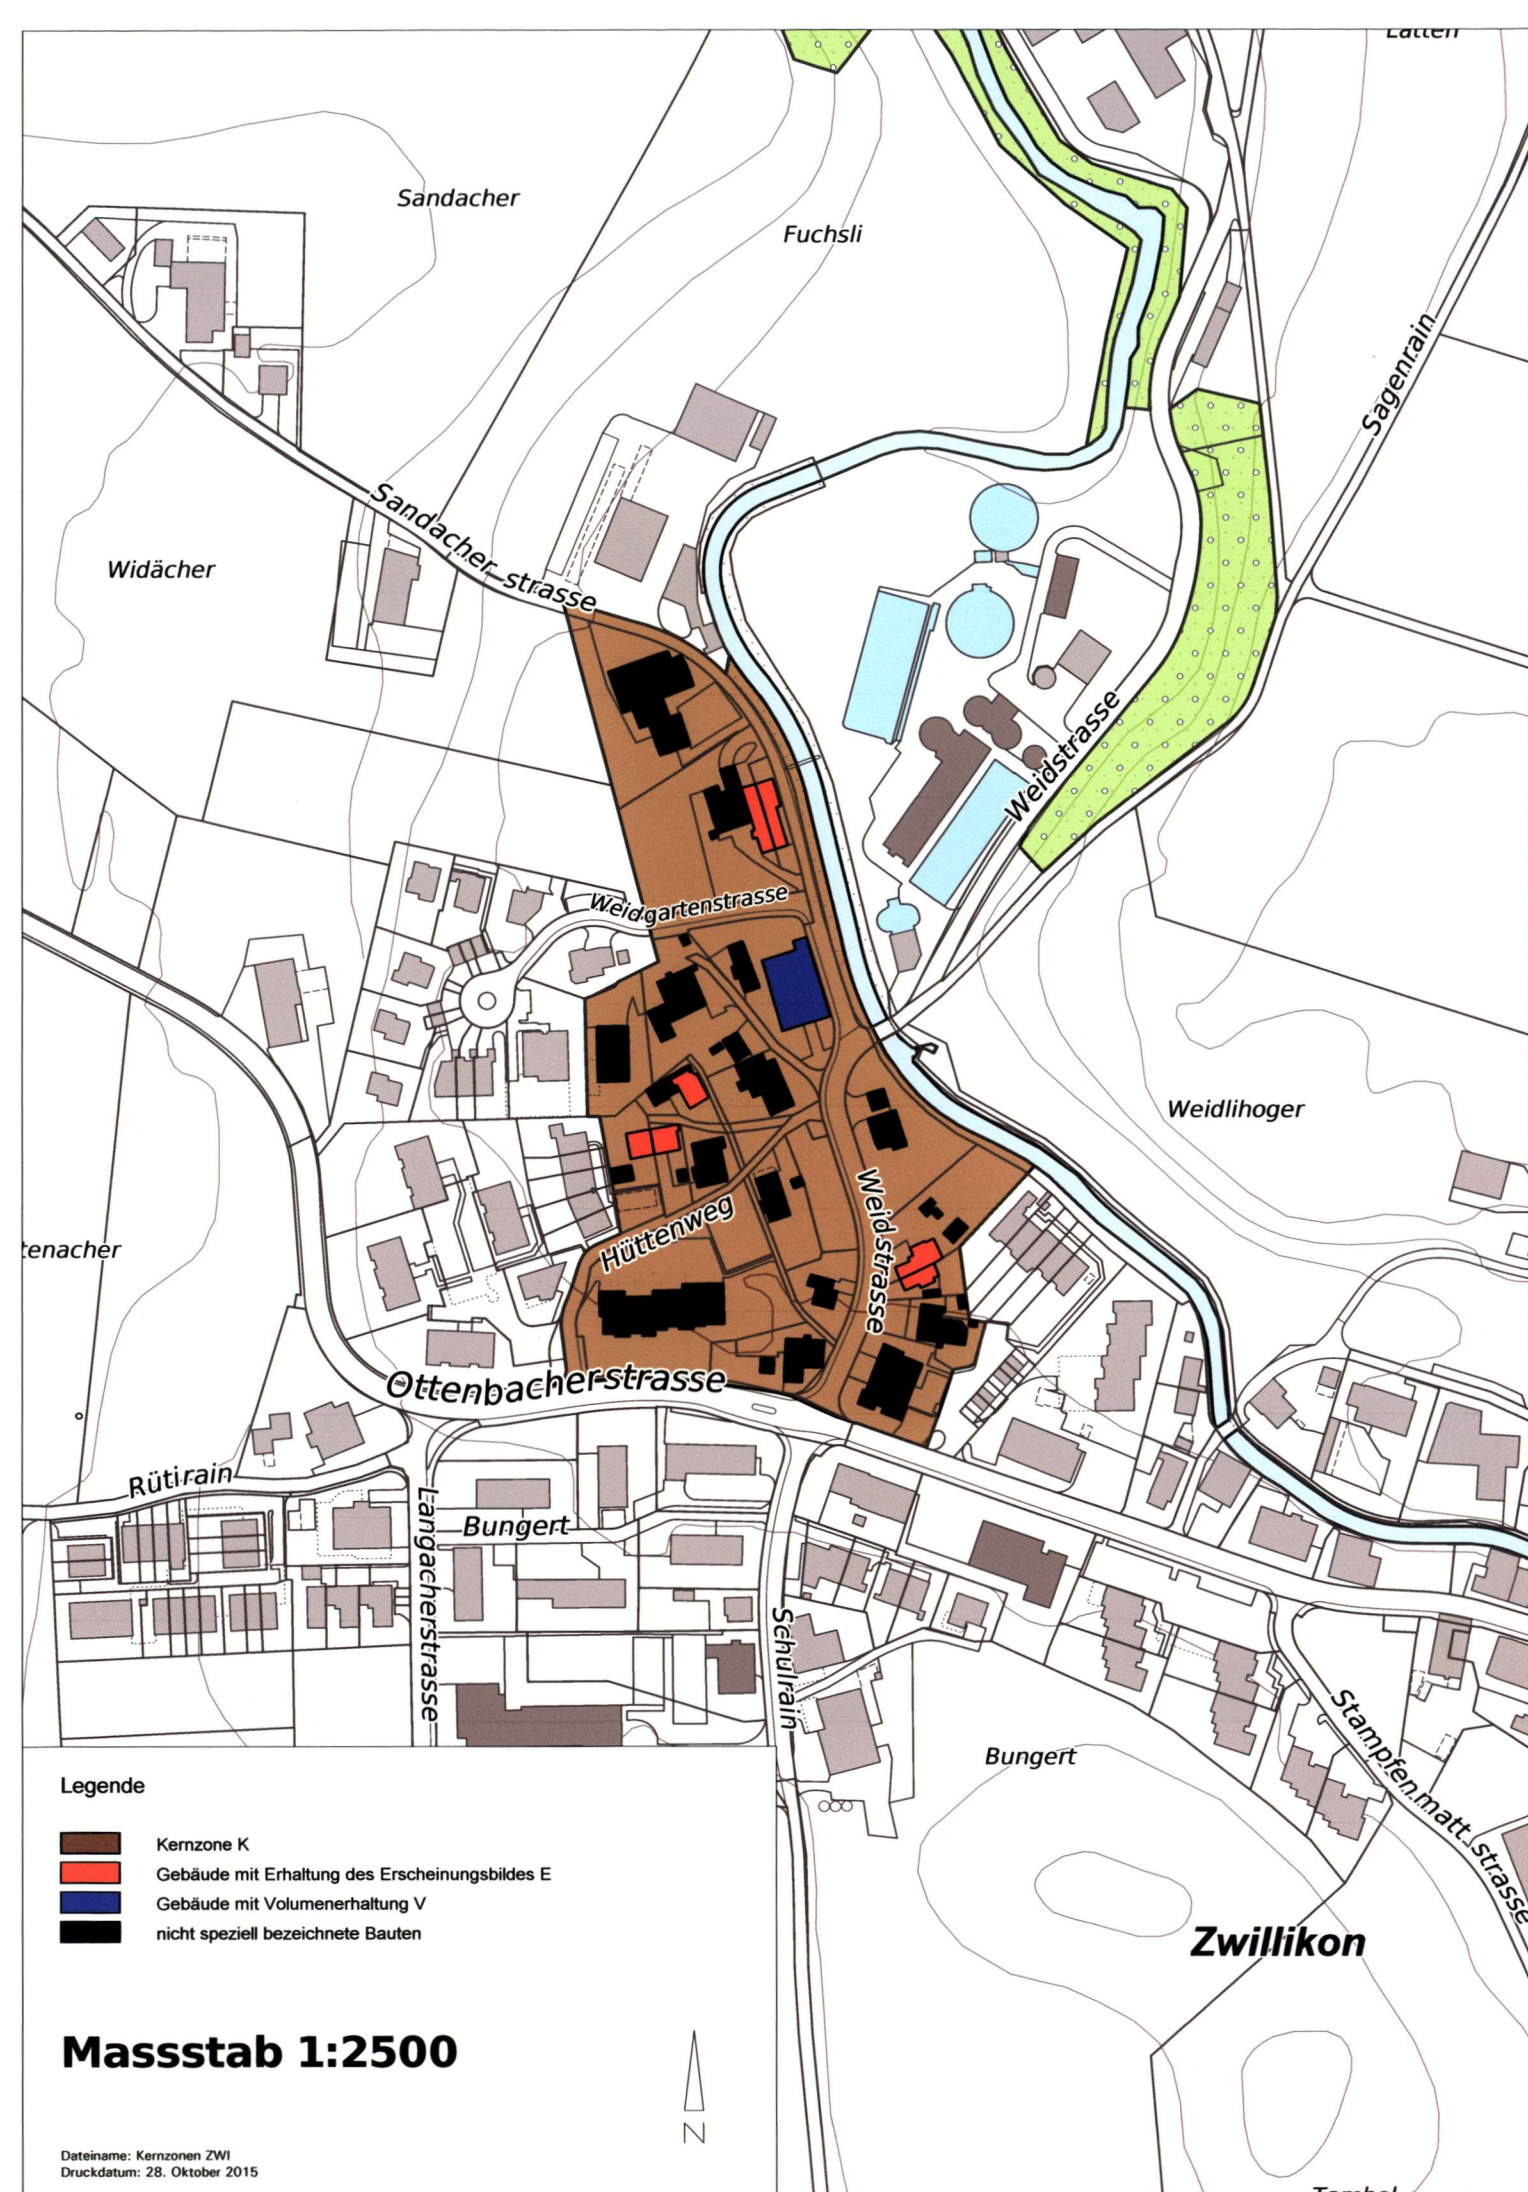 Latten
Sandacher
Fuchsli
Sagenrain
Sandacher strasse
Widächer
Weidstrasse
Weidgartenstrasse
Weidlihoger
Weidstrasse
Hüttenweg
tenacher
Ottenbacherstrasse
Rütirain
Langacherstrasse
Bungert
Schulrain
Bungert
Stampfenmatt strasse
Zwillikon
Legende
Kernzone K
Gebäude mit Erhaltung des Erscheinungsbildes E
Gebäude mit Volumenerhaltung V
nicht speziell bezeichnete Bauten
Massstab 1:2500
N
Dateiname: Kernzonen ZWI
Druckdatum: 28. Oktober 2015